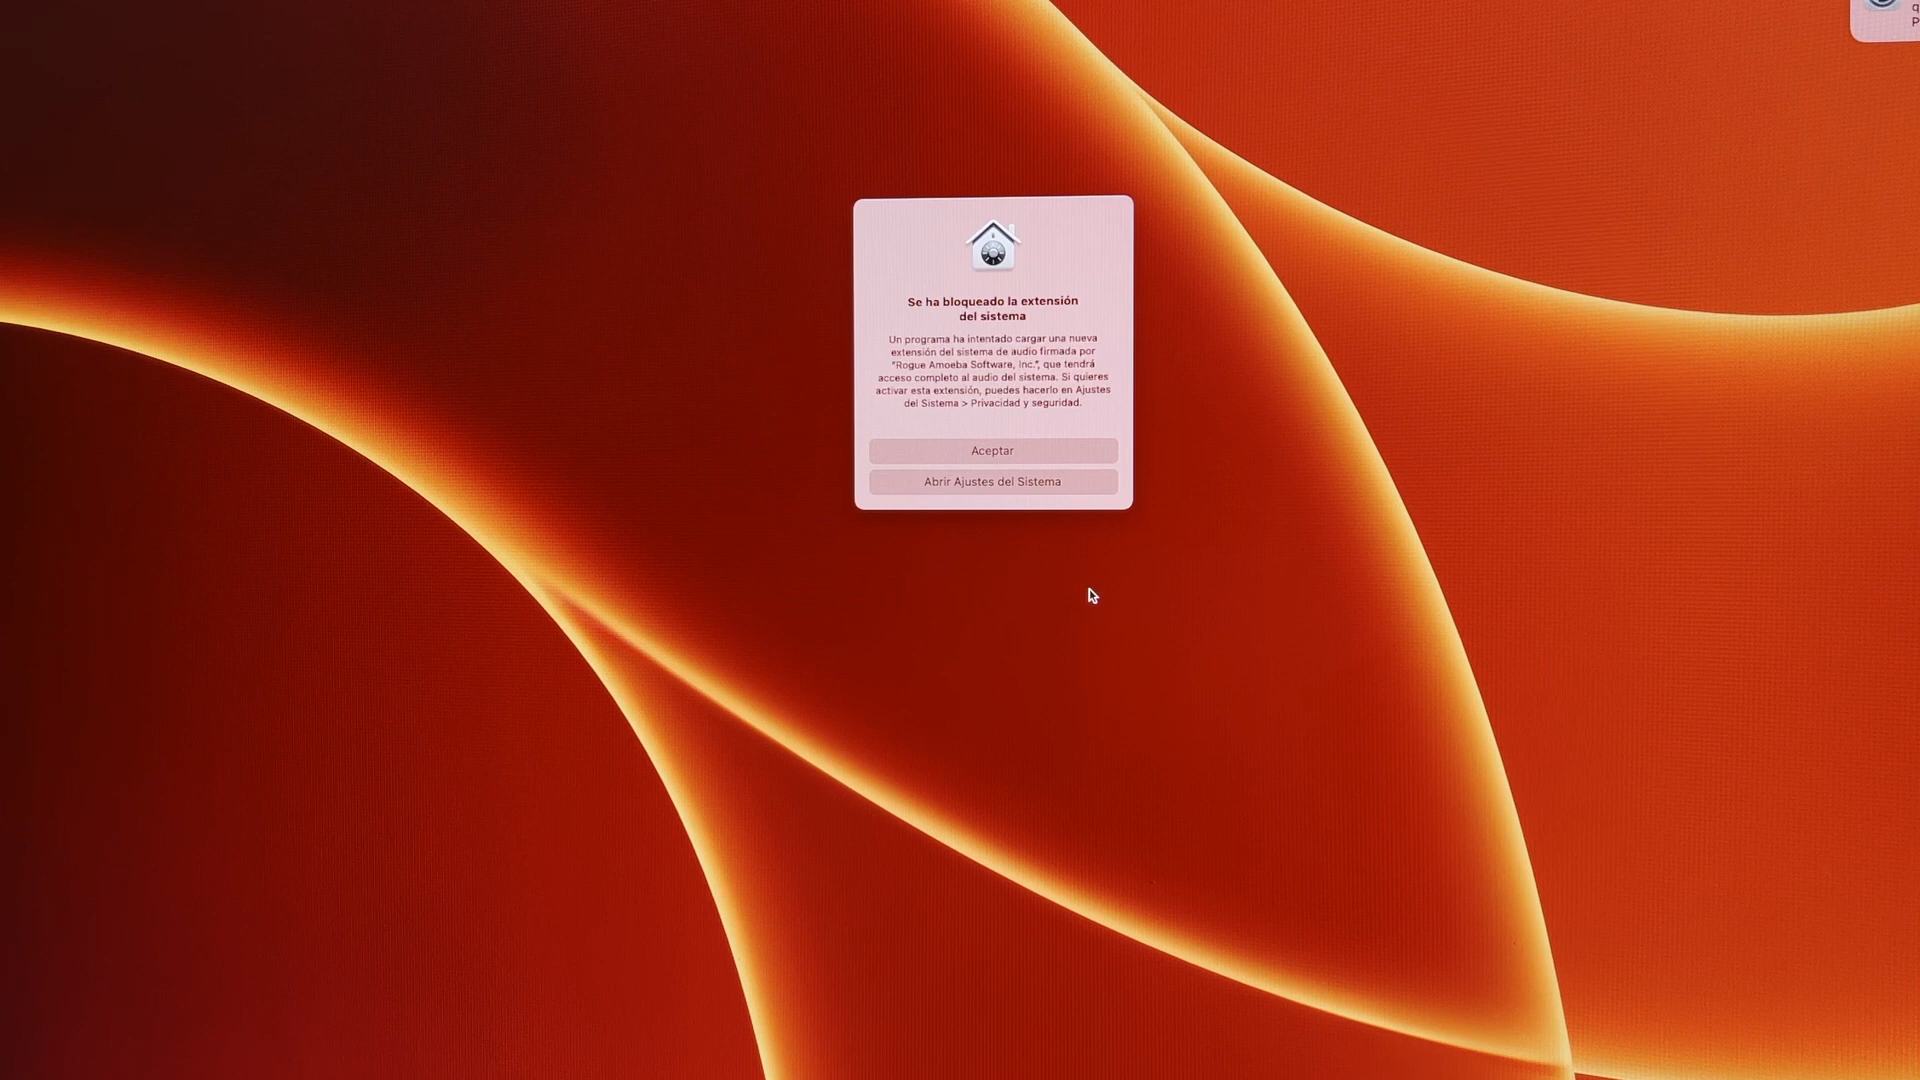 Se ha bloqueado la extensión
del sistema
Un programa ha intentado cargar una nueva
extensión del sistema de audio firmada por
"Rogue Amoeba Software, Inc.", que tendrá
acceso completo al audio del sistema. Si quieres
activar esta extensión, puedes hacerlo en Ajustes
del Sistema > Privacidad y seguridad.
Aceptar
Abrir Ajustes del Sistema